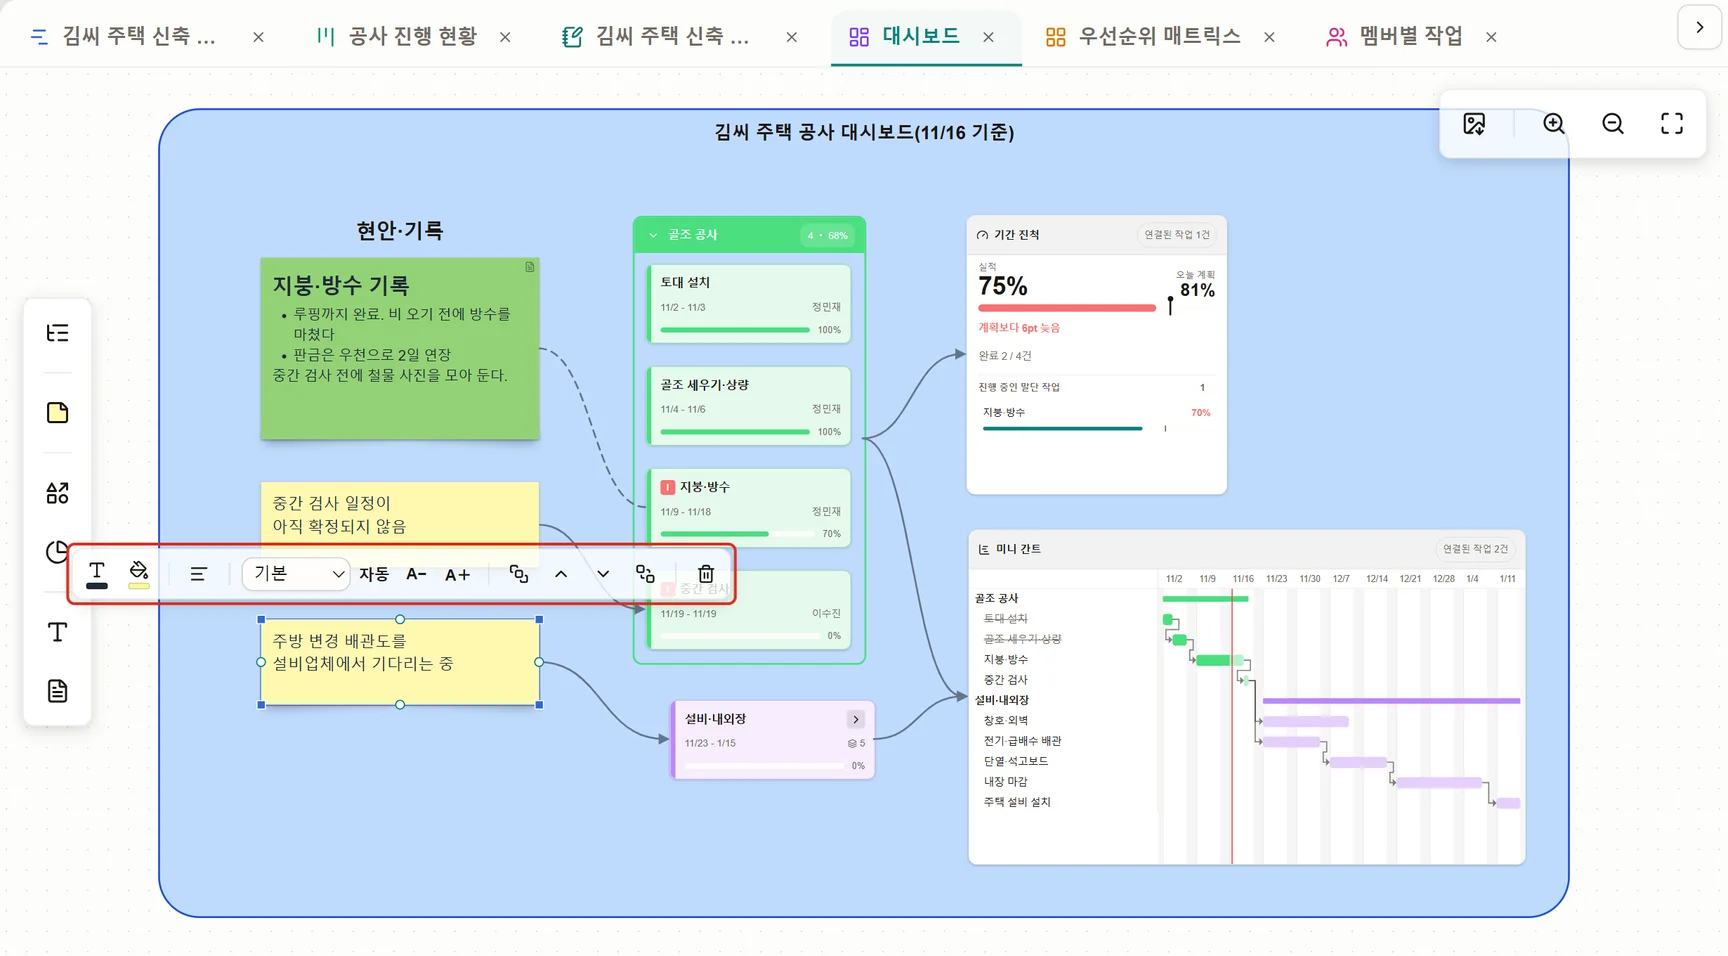 김씨 주택 신축 ...
공사 진행 현황
김씨 주택 신축 ...
대시보드
우선순위 매트릭스
멤버별 작업
김씨 주택 공사 대시보드(11/16 기준)
현안·기록
지붕·방수 기록
루핑까지 완료. 비 오기 전에 방수를
마쳤다
판금은 우천으로 2일 연장
중간 검사 전에 철물 사진을 모아 둔다.
중간 검사 일정이
아직 확정되지 않음
기본
자동
A-
A+
주방 변경 배관도를
설비업체에서 기다리는 중
골조 공사
4 • 68%
토대 설치
11/2 - 11/3
정민재
100%
골조 세우기·상량
11/4 - 11/6
정민재
100%
지붕·방수
11/9 - 11/18
정민재
70%
중간 검사
11/19 - 11/19
이수진
0%
설비·내외장
11/23 - 1/15
5
0%
기간 진척
연결된 작업 1건
실적
75%
오늘 계획
81%
계획보다 6pt 늦음
완료 2 / 4건
진행 중인 말단 작업
1
지붕·방수
70%
미니 간트
연결된 작업 2건
11/2 11/9 11/16 11/23 11/30 12/7 12/14 12/21 12/28 1/4 1/11
골조 공사
토대 설치
골조 세우기·상량
지붕·방수
중간 검사
설비·내외장
창호·외벽
전기·급배수 배관
단열·석고보드
내장 마감
주택 설비 설치